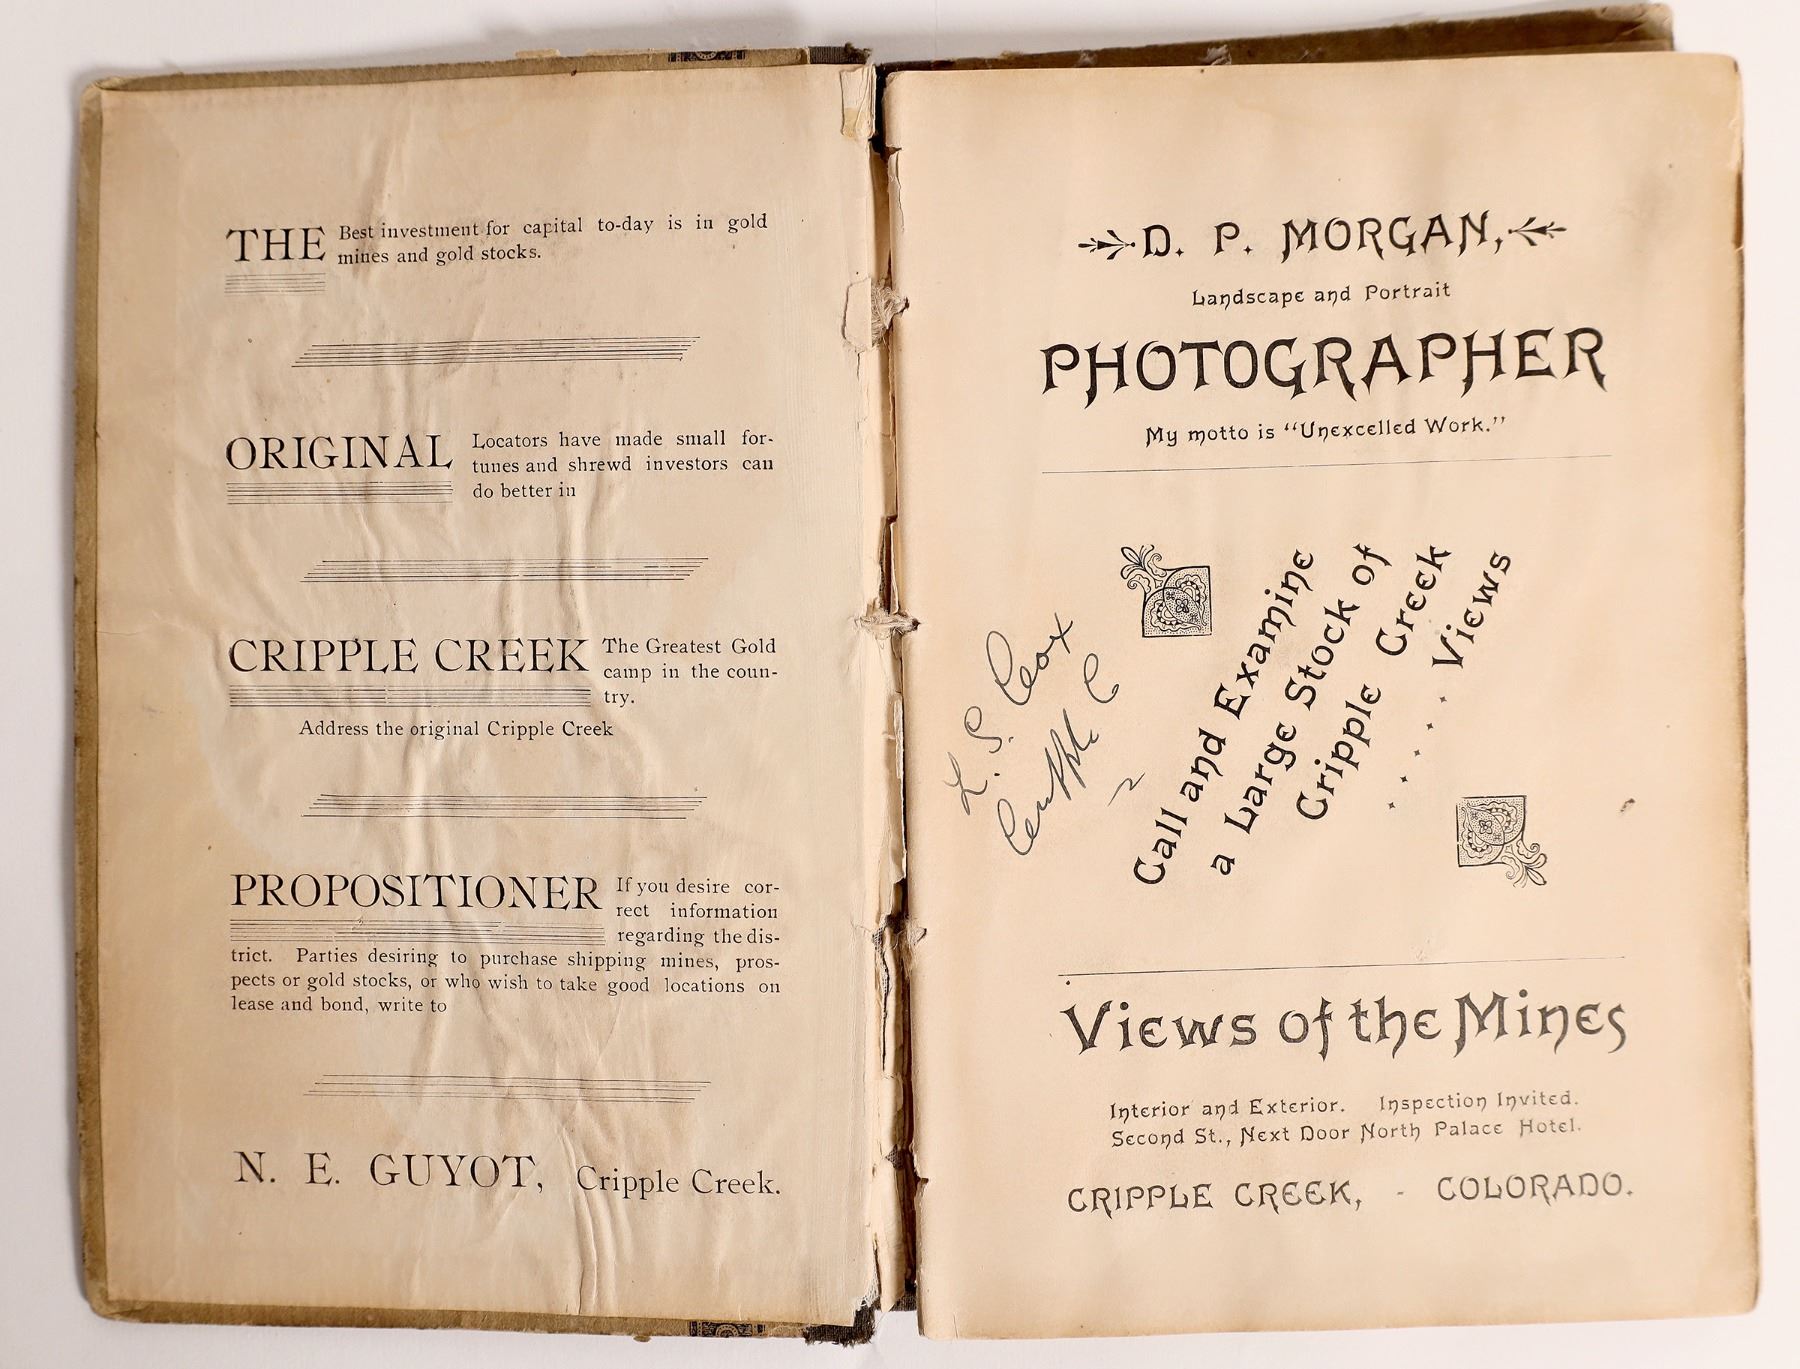 THE Best investment for capital to-day is in gold
mines and gold stocks.
ORIGINAL Locators have made small for-
tunes and shrewd investors can
do better in
CRIPPLE CREEK The Greatest Gold
camp in the coun-
try.
Address the original Cripple Creek
PROPOSITIONER If you desire cor-
rect information
regarding the dis-
trict. Parties desiring to purchase shipping mines, pros-
pects or gold stocks, or who wish to take good locations on
lease and bond, write to
N. E. GUYOT, Cripple Creek.
D. P. MORGAN,
Landscape and Portrait
PHOTOGRAPHER
My motto is "Unexcelled Work."
L. S. Cox
Cripple C
Call and Examine
a Large Stock of
Cripple Creek
. . . . . Views
Views of the Mines
Interior and Exterior. Inspection Invited.
Second St., Next Door North Palace Hotel.
CRIPPLE CREEK, - COLORADO.